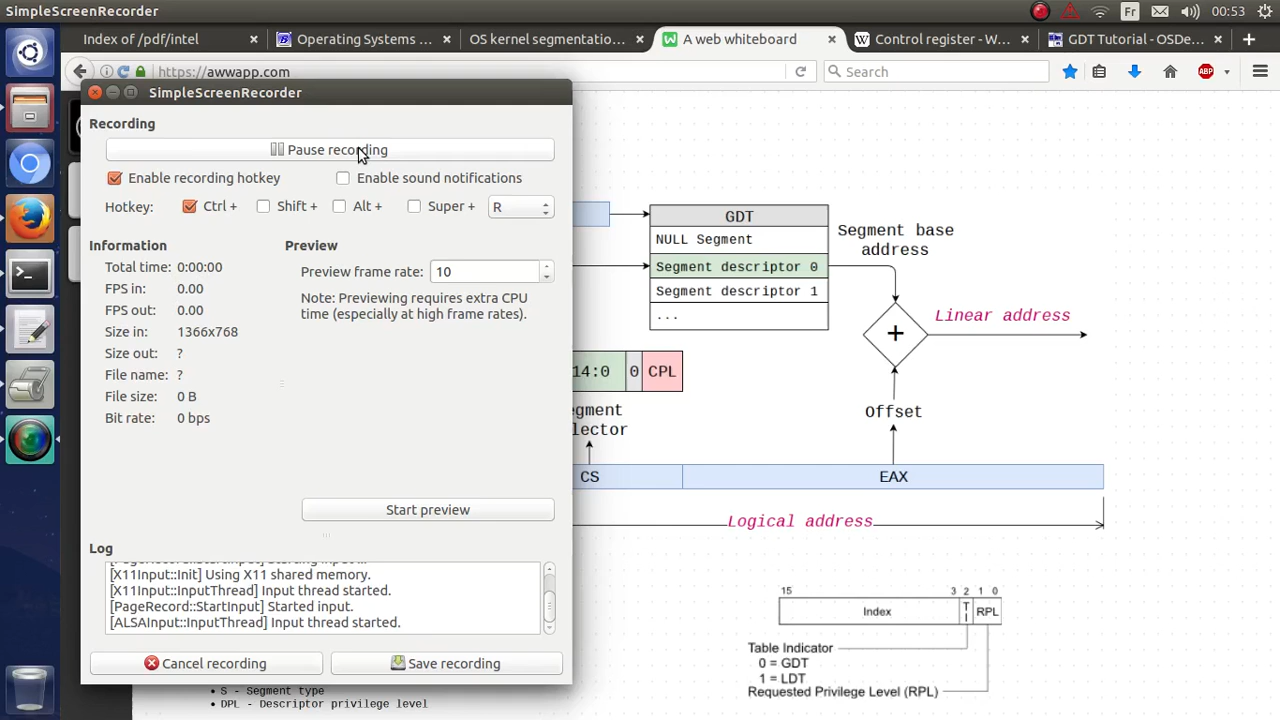 SimpleScreenRecorder
Fr
00:53
Index of /pdf/intel
Operating Systems ...
OS kernel segmentatio...
A web whiteboard
Control register - W...
GDT Tutorial - OSDe...
https://awwapp.com
Search
ABP
SimpleScreenRecorder
Recording
Pause recording
Enable recording hotkey
Enable sound notifications
Hotkey:
Ctrl +
Shift +
Alt +
Super +
R
Information
Total time: 0:00:00
FPS in: 0.00
FPS out: 0.00
Size in: 1366x768
Size out: ?
File name: ?
File size: 0 B
Bit rate: 0 bps
Preview
Preview frame rate: 10
Note: Previewing requires extra CPU
time (especially at high frame rates).
Start preview
Log
[X11Input::Init] Using X11 shared memory.
[X11Input::InputThread] Input thread started.
[PageRecord::StartInput] Started input.
[ALSAInput::InputThread] Input thread started.
Cancel recording
Save recording
GDT
NULL Segment
Segment descriptor 0
Segment descriptor 1
...
Segment base
address
+
Linear address
14:0
0
CPL
egment
lector
Offset
CS
EAX
Logical address
15
3 2 1 0
Index
T
I
RPL
Table Indicator
0 = GDT
1 = LDT
Requested Privilege Level (RPL)
• S - Segment type
• DPL - Descriptor privilege level